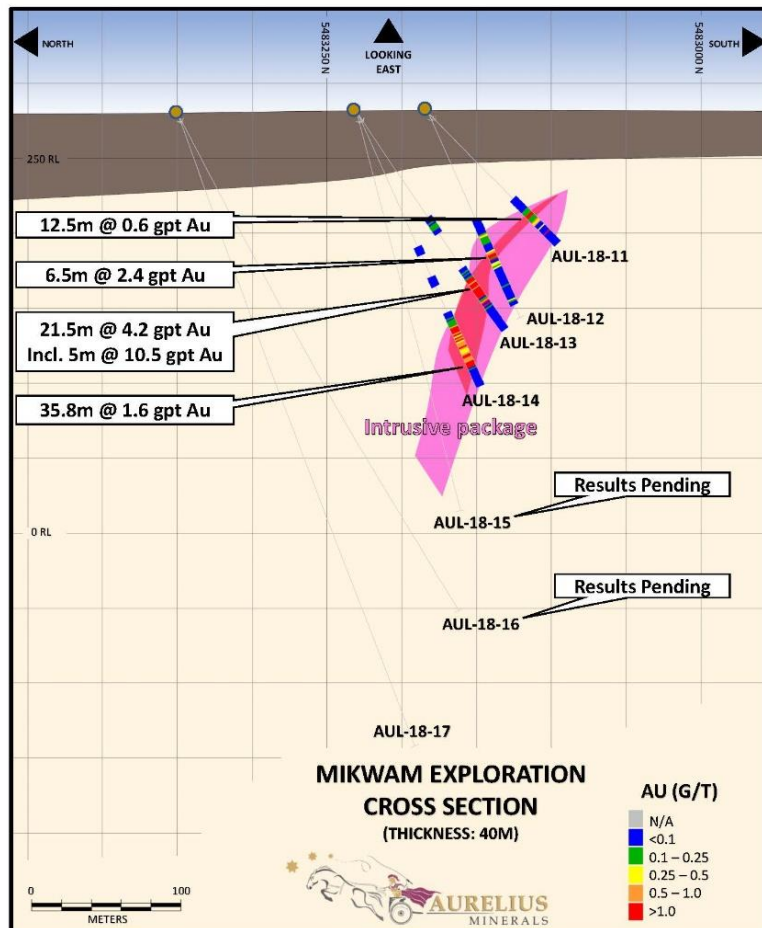 NORTH
LOOKING
EAST
SOUTH
5483250 N
5483000 N
250 RL
12.5m @ 0.6 gpt Au
6.5m @ 2.4 gpt Au
21.5m @ 4.2 gpt Au
Incl. 5m @ 10.5 gpt Au
35.8m @ 1.6 gpt Au
AUL-18-11
AUL-18-12
AUL-18-13
AUL-18-14
Intrusive package
Results Pending
AUL-18-15
0 RL
Results Pending
AUL-18-16
AUL-18-17
MIKWAM EXPLORATION
CROSS SECTION
(THICKNESS: 40M)
AU (G/T)
N/A
<0.1
0.1 – 0.25
0.25 – 0.5
0.5 – 1.0
>1.0
0
100
METERS
AURELIUS
MINERALS